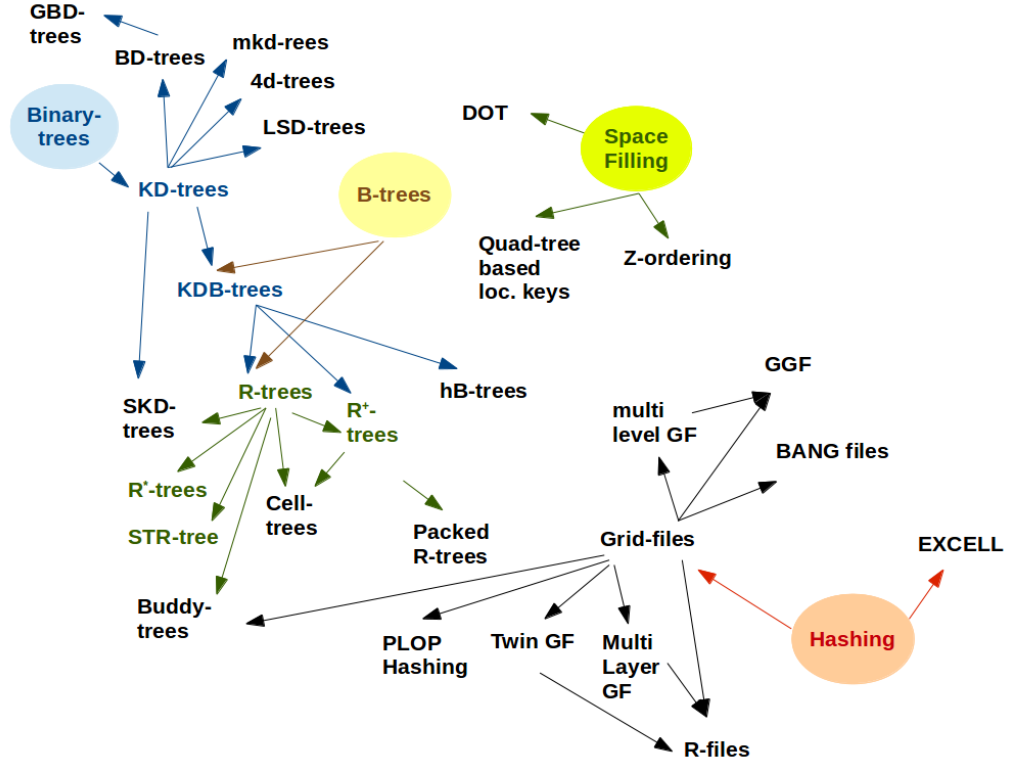 GBD-
trees
BD-trees
mkd-rees
4d-trees
LSD-trees
Binary-
trees
KD-trees
B-trees
DOT
Space
Filling
Quad-tree
based
loc. keys
Z-ordering
KDB-trees
R-trees
R+-
trees
hB-trees
SKD-
trees
R*-trees
STR-tree
Cell-
trees
Packed
R-trees
Buddy-
trees
GGF
multi
level GF
BANG files
Grid-files
EXCELL
Hashing
PLOP
Hashing
Twin GF
Multi
Layer
GF
R-files